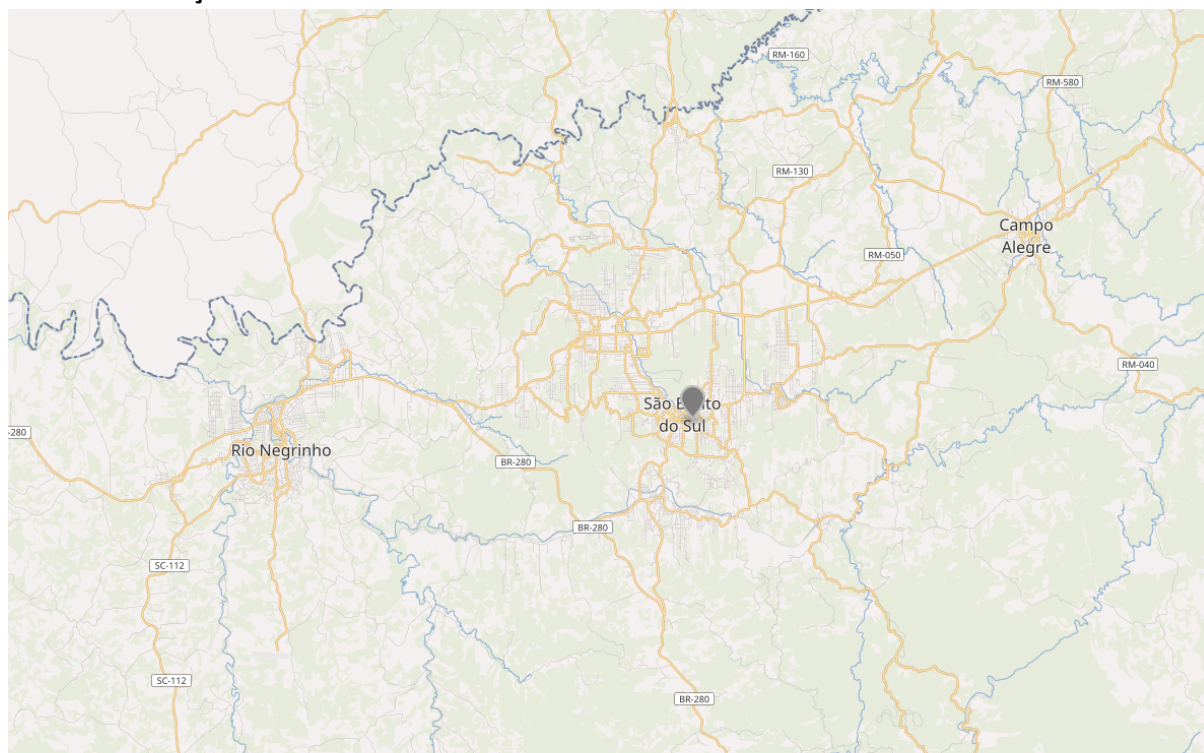 RM-160
RM-580
RM-130
Campo
Alegre
RM-050
RM-040
São Bento
do Sul
-280
Rio Negrinho
BR-280
BR-280
SC-112
SC-112
BR-280